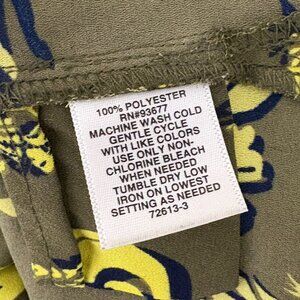 100% POLYESTER
RN#93677
MACHINE WASH COLD
GENTLE CYCLE
WITH LIKE COLORS
USE ONLY NON-
CHLORINE BLEACH
WHEN NEEDED
TUMBLE DRY LOW
IRON ON LOWEST
SETTING AS NEEDED
72613-3